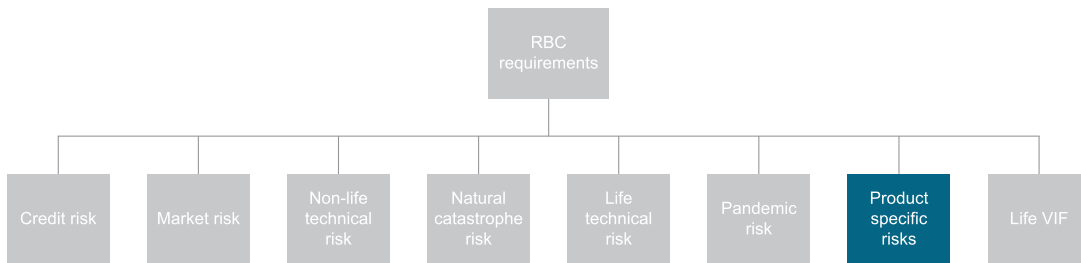 RBC
requirements
Credit risk
Market risk
Non-life
technical
risk
Natural
catastrophe
risk
Life
technical
risk
Pandemic
risk
Product
specific
risks
Life VIF